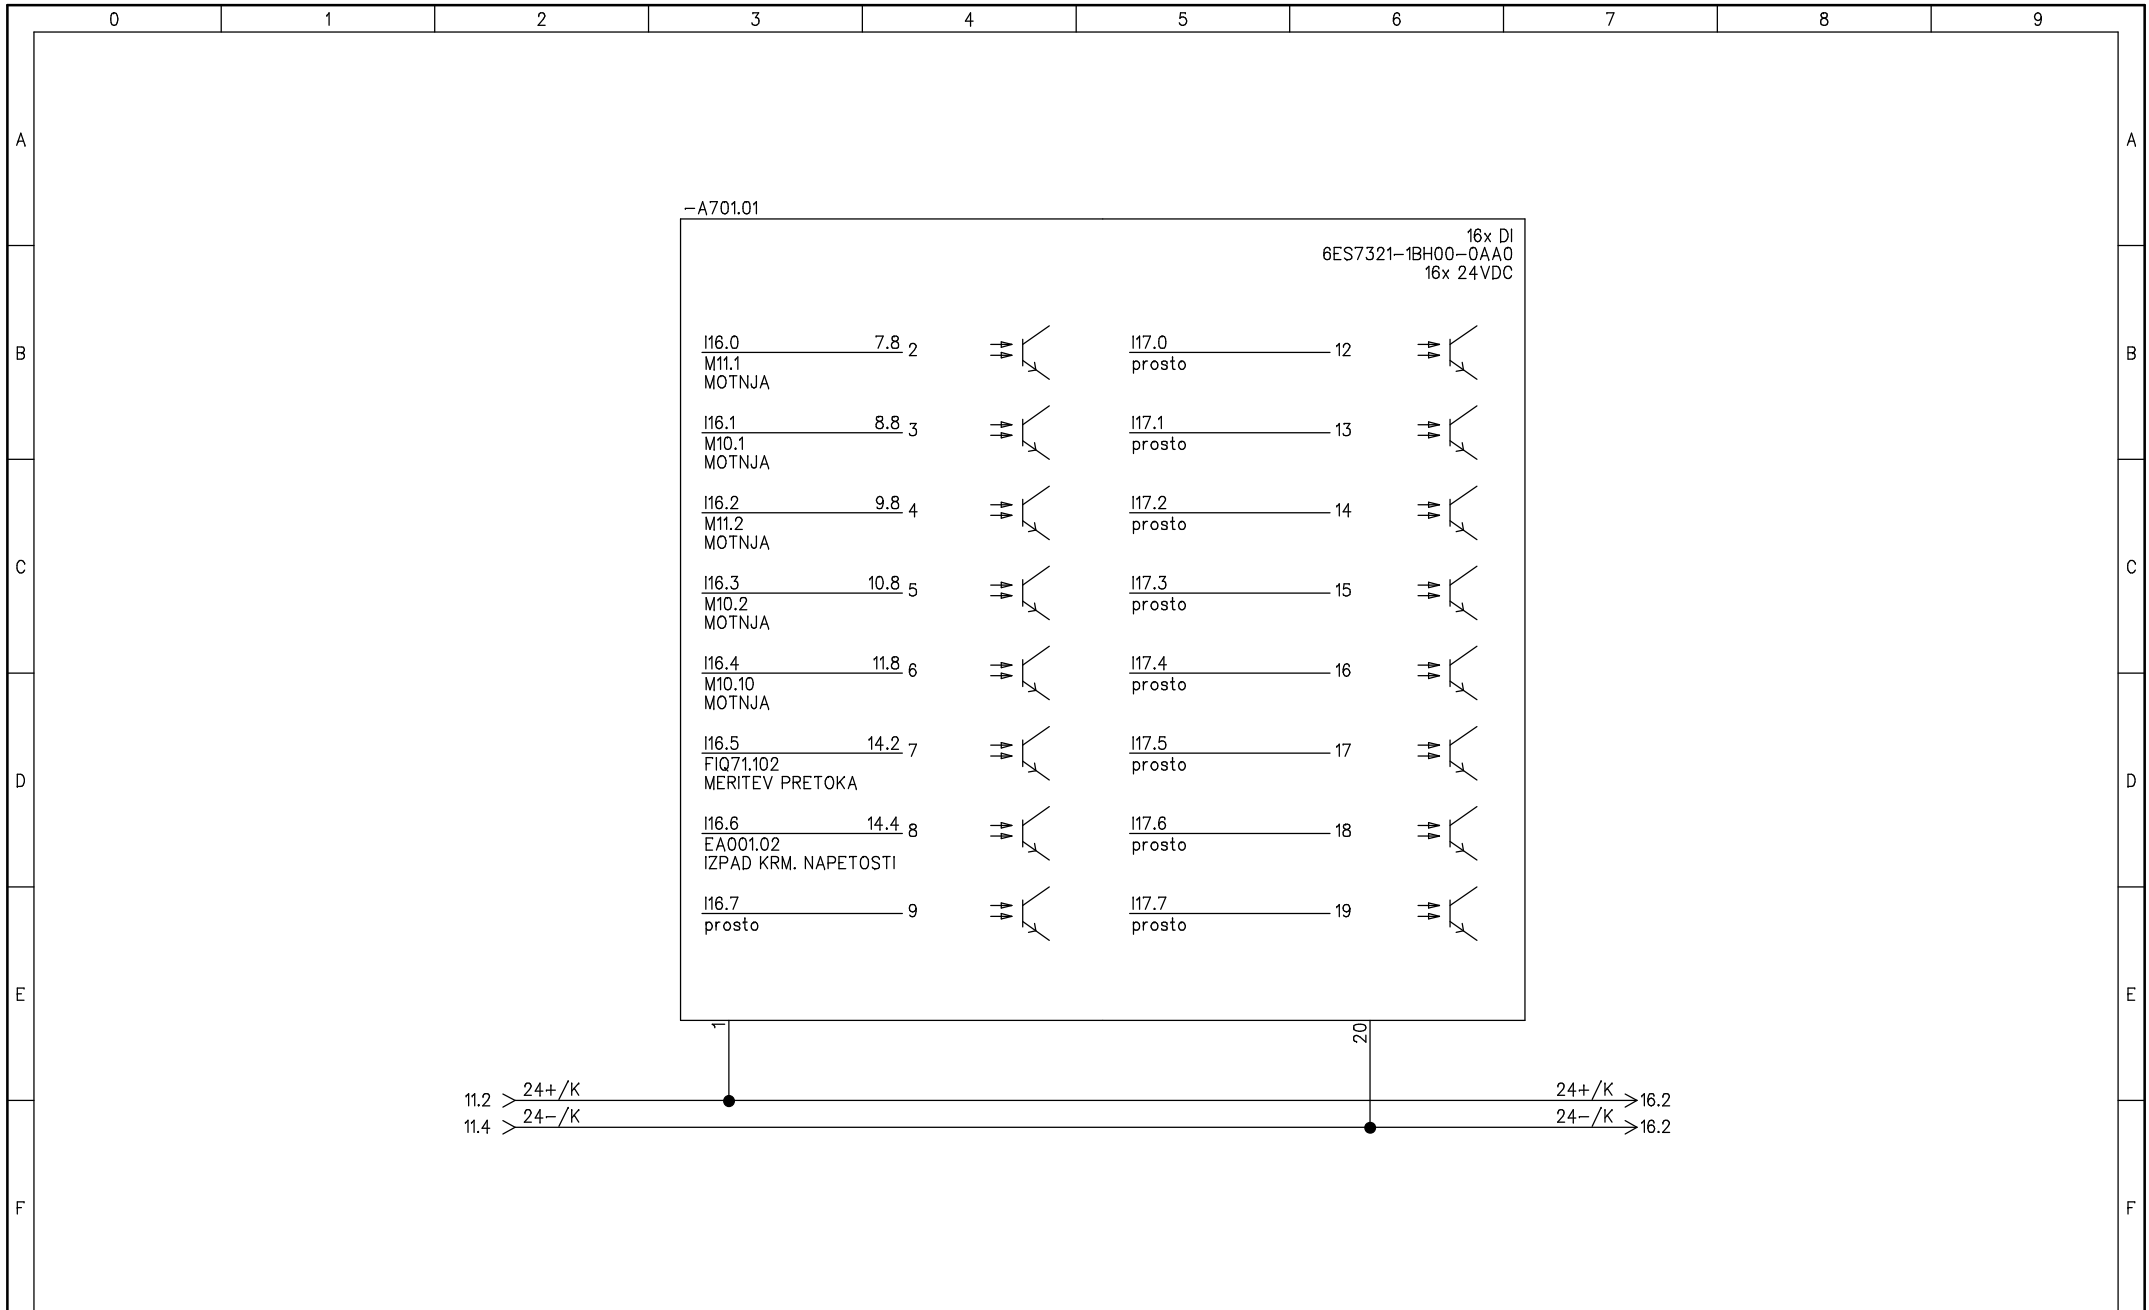 0 1 2 3 4 5 6 7 8 9
A A
-A701.01
16x DI
6ES7321-1BH00-0AA0
16x 24VDC
B B
I16.0 7.8 2
M11.1
MOTNJA
I17.0 12
prosto
I16.1 8.8 3
M10.1
MOTNJA
I17.1 13
prosto
I16.2 9.8 4
M11.2
MOTNJA
I17.2 14
prosto
C C
I16.3 10.8 5
M10.2
MOTNJA
I17.3 15
prosto
I16.4 11.8 6
M10.10
MOTNJA
I17.4 16
prosto
D D
I16.5 14.2 7
FIQ71.102
MERITEV PRETOKA
I17.5 17
prosto
I16.6 14.4 8
EA001.02
IZPAD KRM. NAPETOSTI
I17.6 18
prosto
I16.7 9
prosto
I17.7 19
prosto
E E
1 20
11.2 24+/K 24+/K 16.2
11.4 24-/K 24-/K 16.2
F F